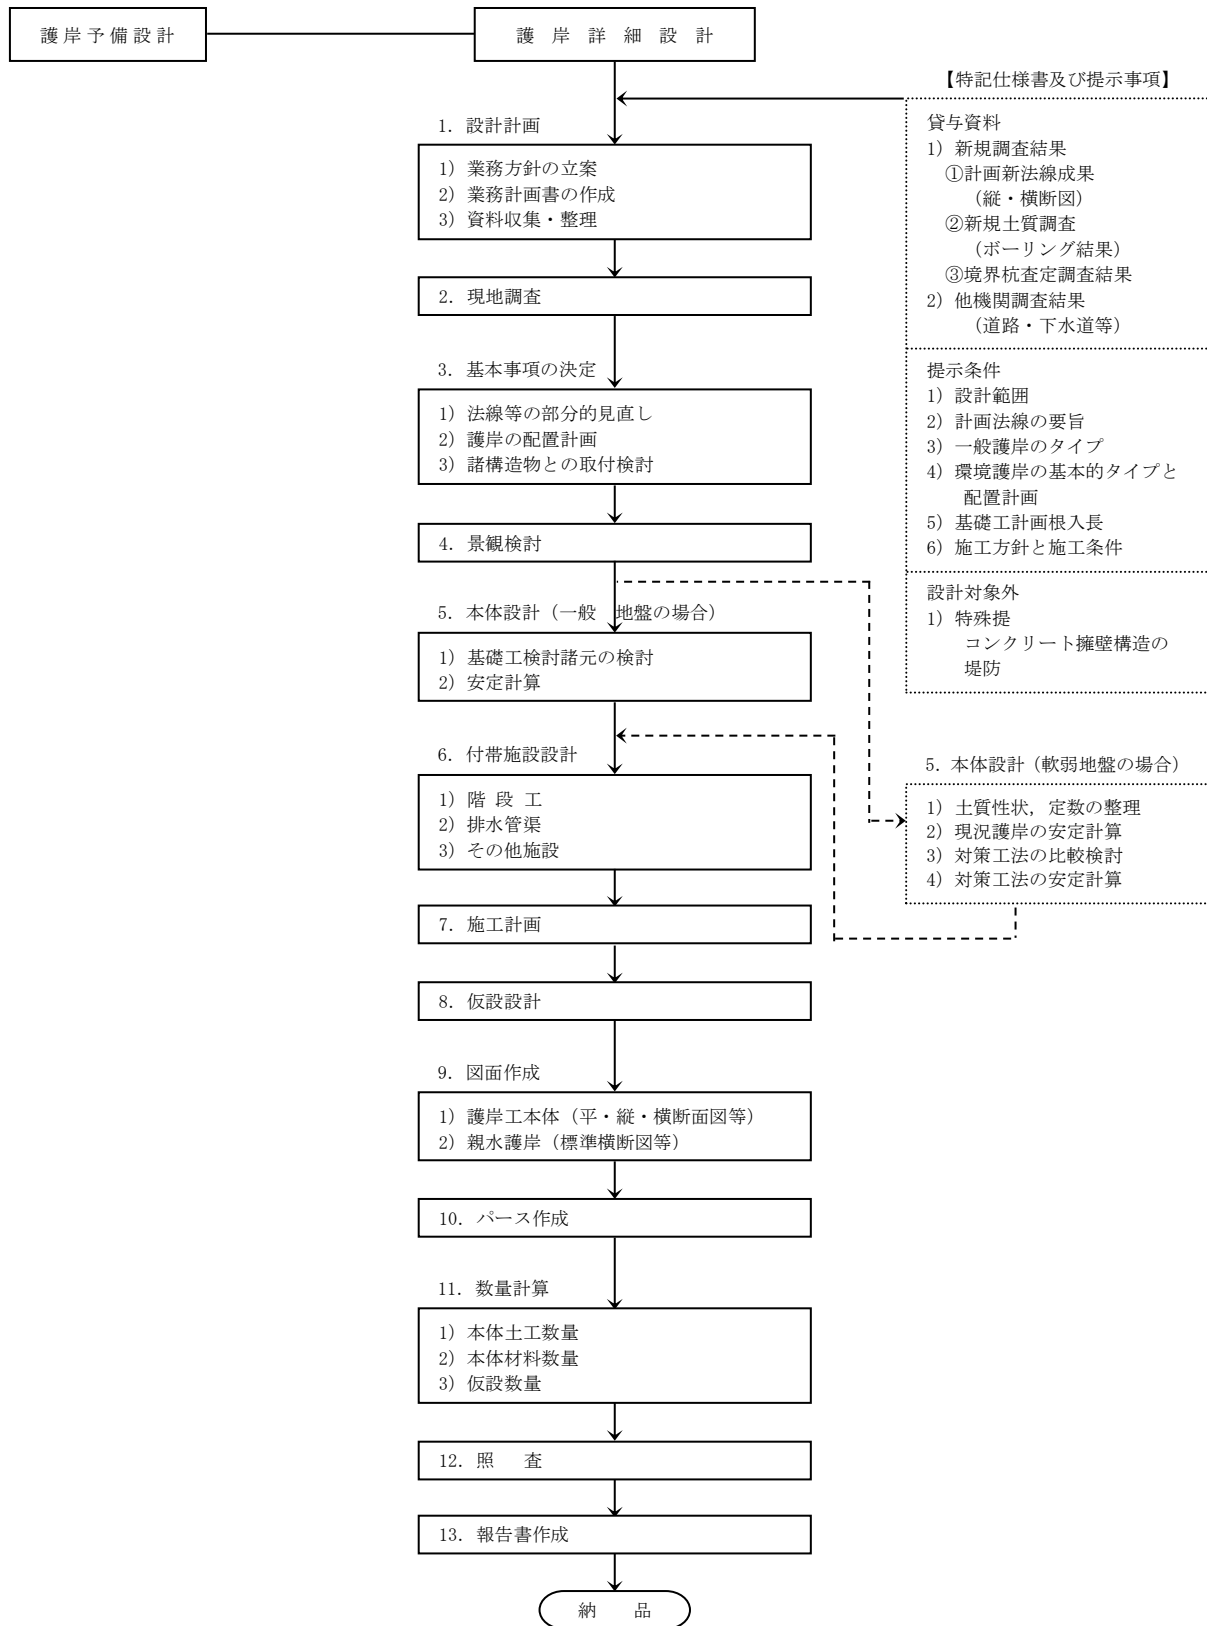 護岸予備設計
護 岸 詳 細 設 計
【特記仕様書及び提示事項】
貸与資料
1) 新規調査結果
①計画新法線成果
(縦・横断図)
②新規土質調査
(ボーリング結果)
③境界杭査定調査結果
2) 他機関調査結果
(道路・下水道等)
提示条件
1) 設計範囲
2) 計画法線の要旨
3) 一般護岸のタイプ
4) 環境護岸の基本的タイプと
配置計画
5) 基礎工計画根入長
6) 施工方針と施工条件
設計対象外
1) 特殊提
コンクリート擁壁構造の
堤防
1. 設計計画
1) 業務方針の立案
2) 業務計画書の作成
3) 資料収集・整理
2. 現地調査
3. 基本事項の決定
1) 法線等の部分的見直し
2) 護岸の配置計画
3) 諸構造物との取付検討
4. 景観検討
5. 本体設計(一般 地盤の場合)
1) 基礎工検討諸元の検討
2) 安定計算
5. 本体設計(軟弱地盤の場合)
1) 土質性状, 定数の整理
2) 現況護岸の安定計算
3) 対策工法の比較検討
4) 対策工法の安定計算
6. 付帯施設設計
1) 階 段 工
2) 排水管渠
3) その他施設
7. 施工計画
8. 仮設設計
9. 図面作成
1) 護岸工本体(平・縦・横断面図等)
2) 親水護岸(標準横断図等)
10. パース作成
11. 数量計算
1) 本体土工数量
2) 本体材料数量
3) 仮設数量
12. 照 査
13. 報告書作成
納 品